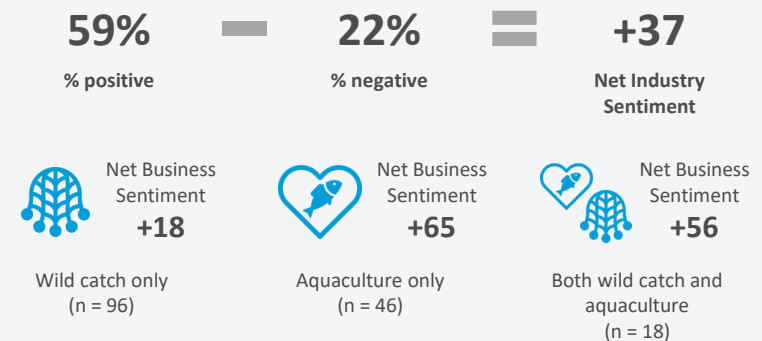 59%
22%
+37
% positive
% negative
Net Industry
Sentiment
Net Business
Sentiment
+18
Wild catch only
(n = 96)
Net Business
Sentiment
+65
Aquaculture only
(n = 46)
Net Business
Sentiment
+56
Both wild catch and
aquaculture
(n = 18)